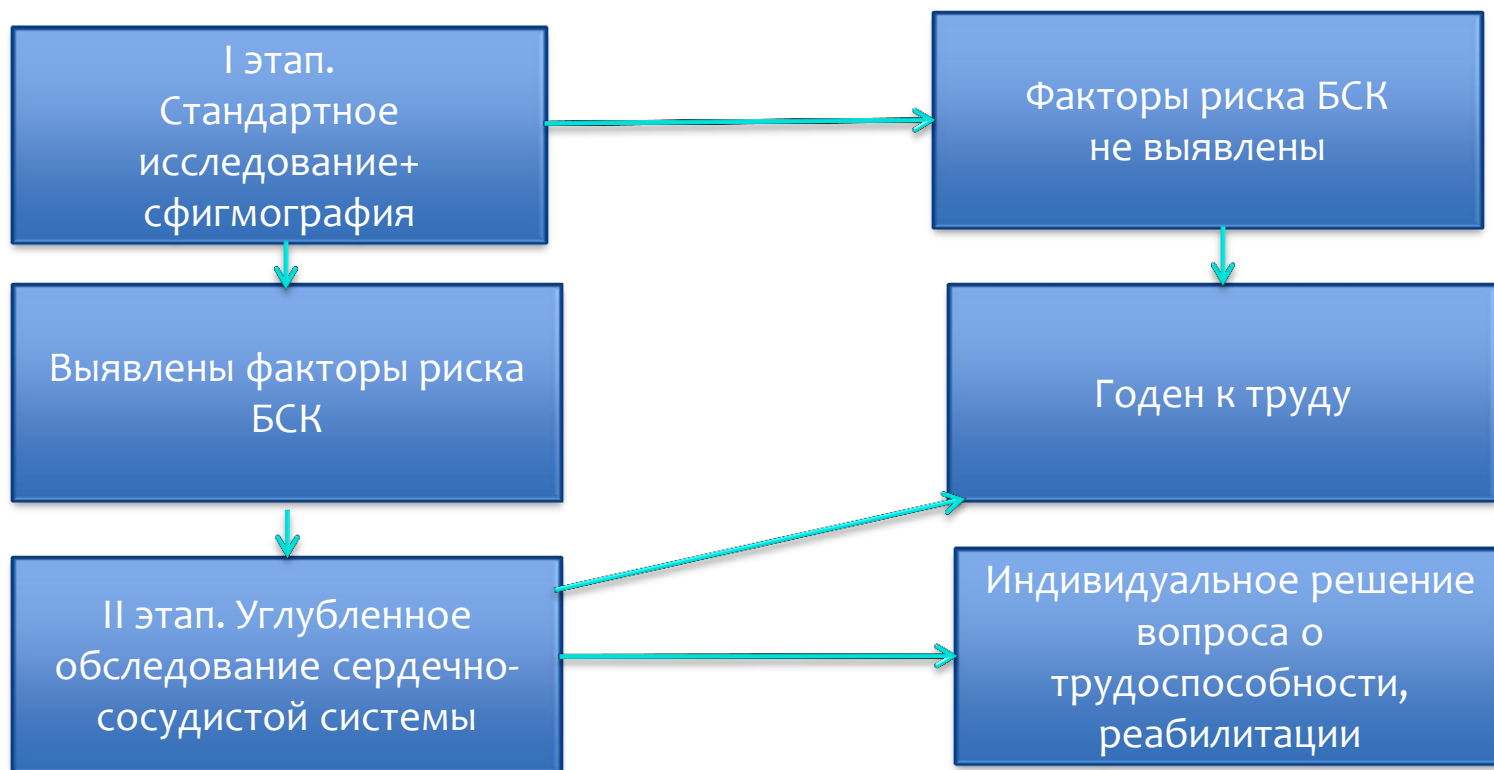 I этап.
Стандартное
исследование+
сфигмография
Факторы риска БСК
не выявлены
Выявлены факторы риска
БСК
Годен к труду
II этап. Углубленное
обследование сердечно-
сосудистой системы
Индивидуальное решение
вопроса о
трудоспособности,
реабилитации